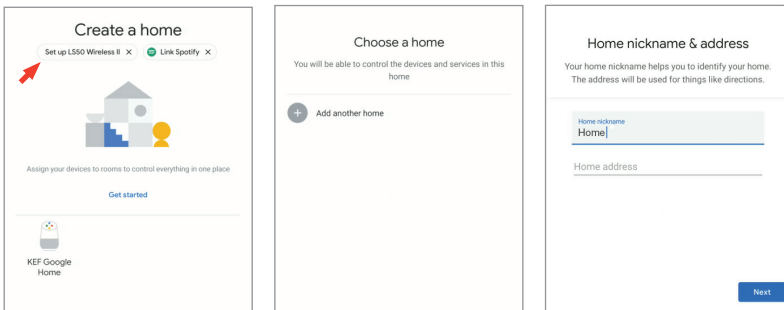 Create a home
Set up LS50 Wireless II X Link Spotify X
Assign your devices to rooms to control everything in one place
Get started
KEF Google
Home
Choose a home
You will be able to control the devices and services in this
home
+ Add another home
Home nickname & address
Your home nickname helps you to identify your home.
The address will be used for things like directions.
Home nickname
Home
Home address
Next